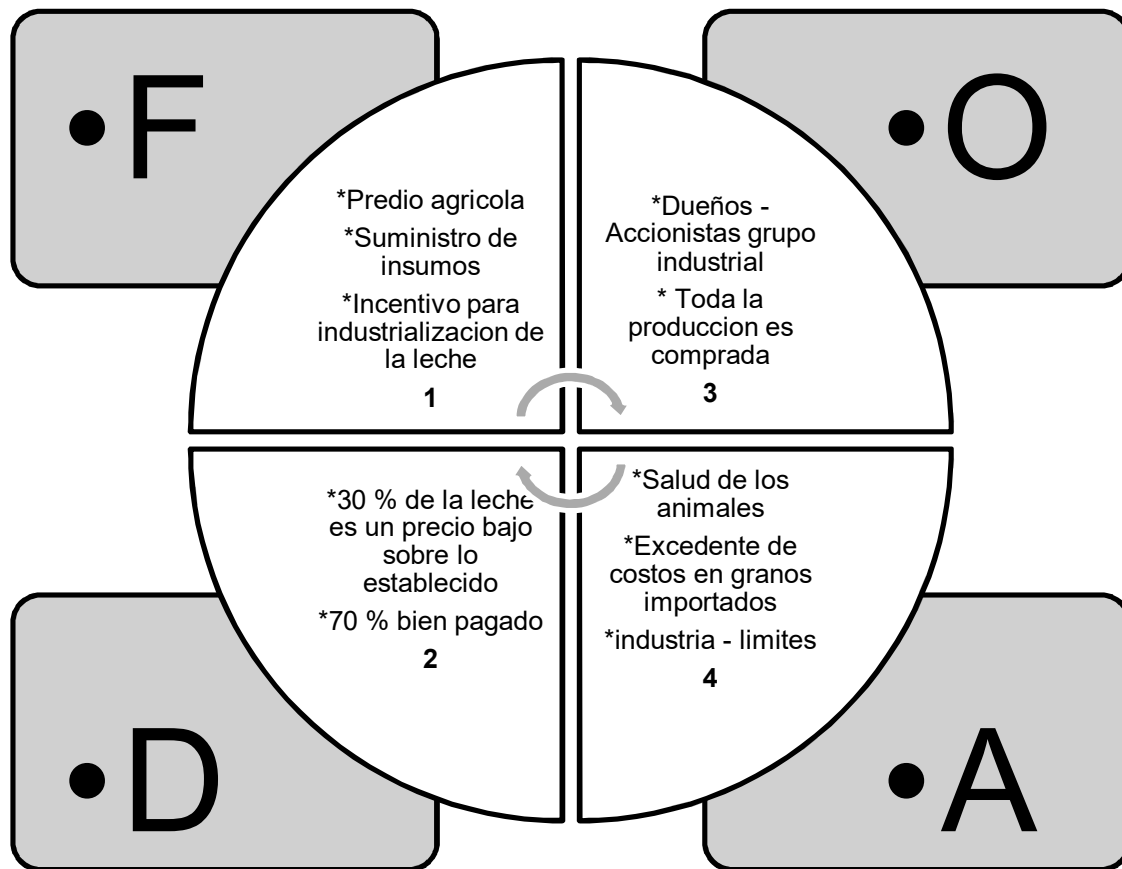 • F
*Predio agricola
*Suministro de
insumos
*Incentivo para
industrializacion de
la leche
1
• O
*Dueños -
Accionistas grupo
industrial
* Toda la
produccion es
comprada
3
*30 % de la leche
es un precio bajo
sobre lo
establecido
*70 % bien pagado
2
• D
*Salud de los
animales
*Excedente de
costos en granos
importados
*industria - limites
4
• A